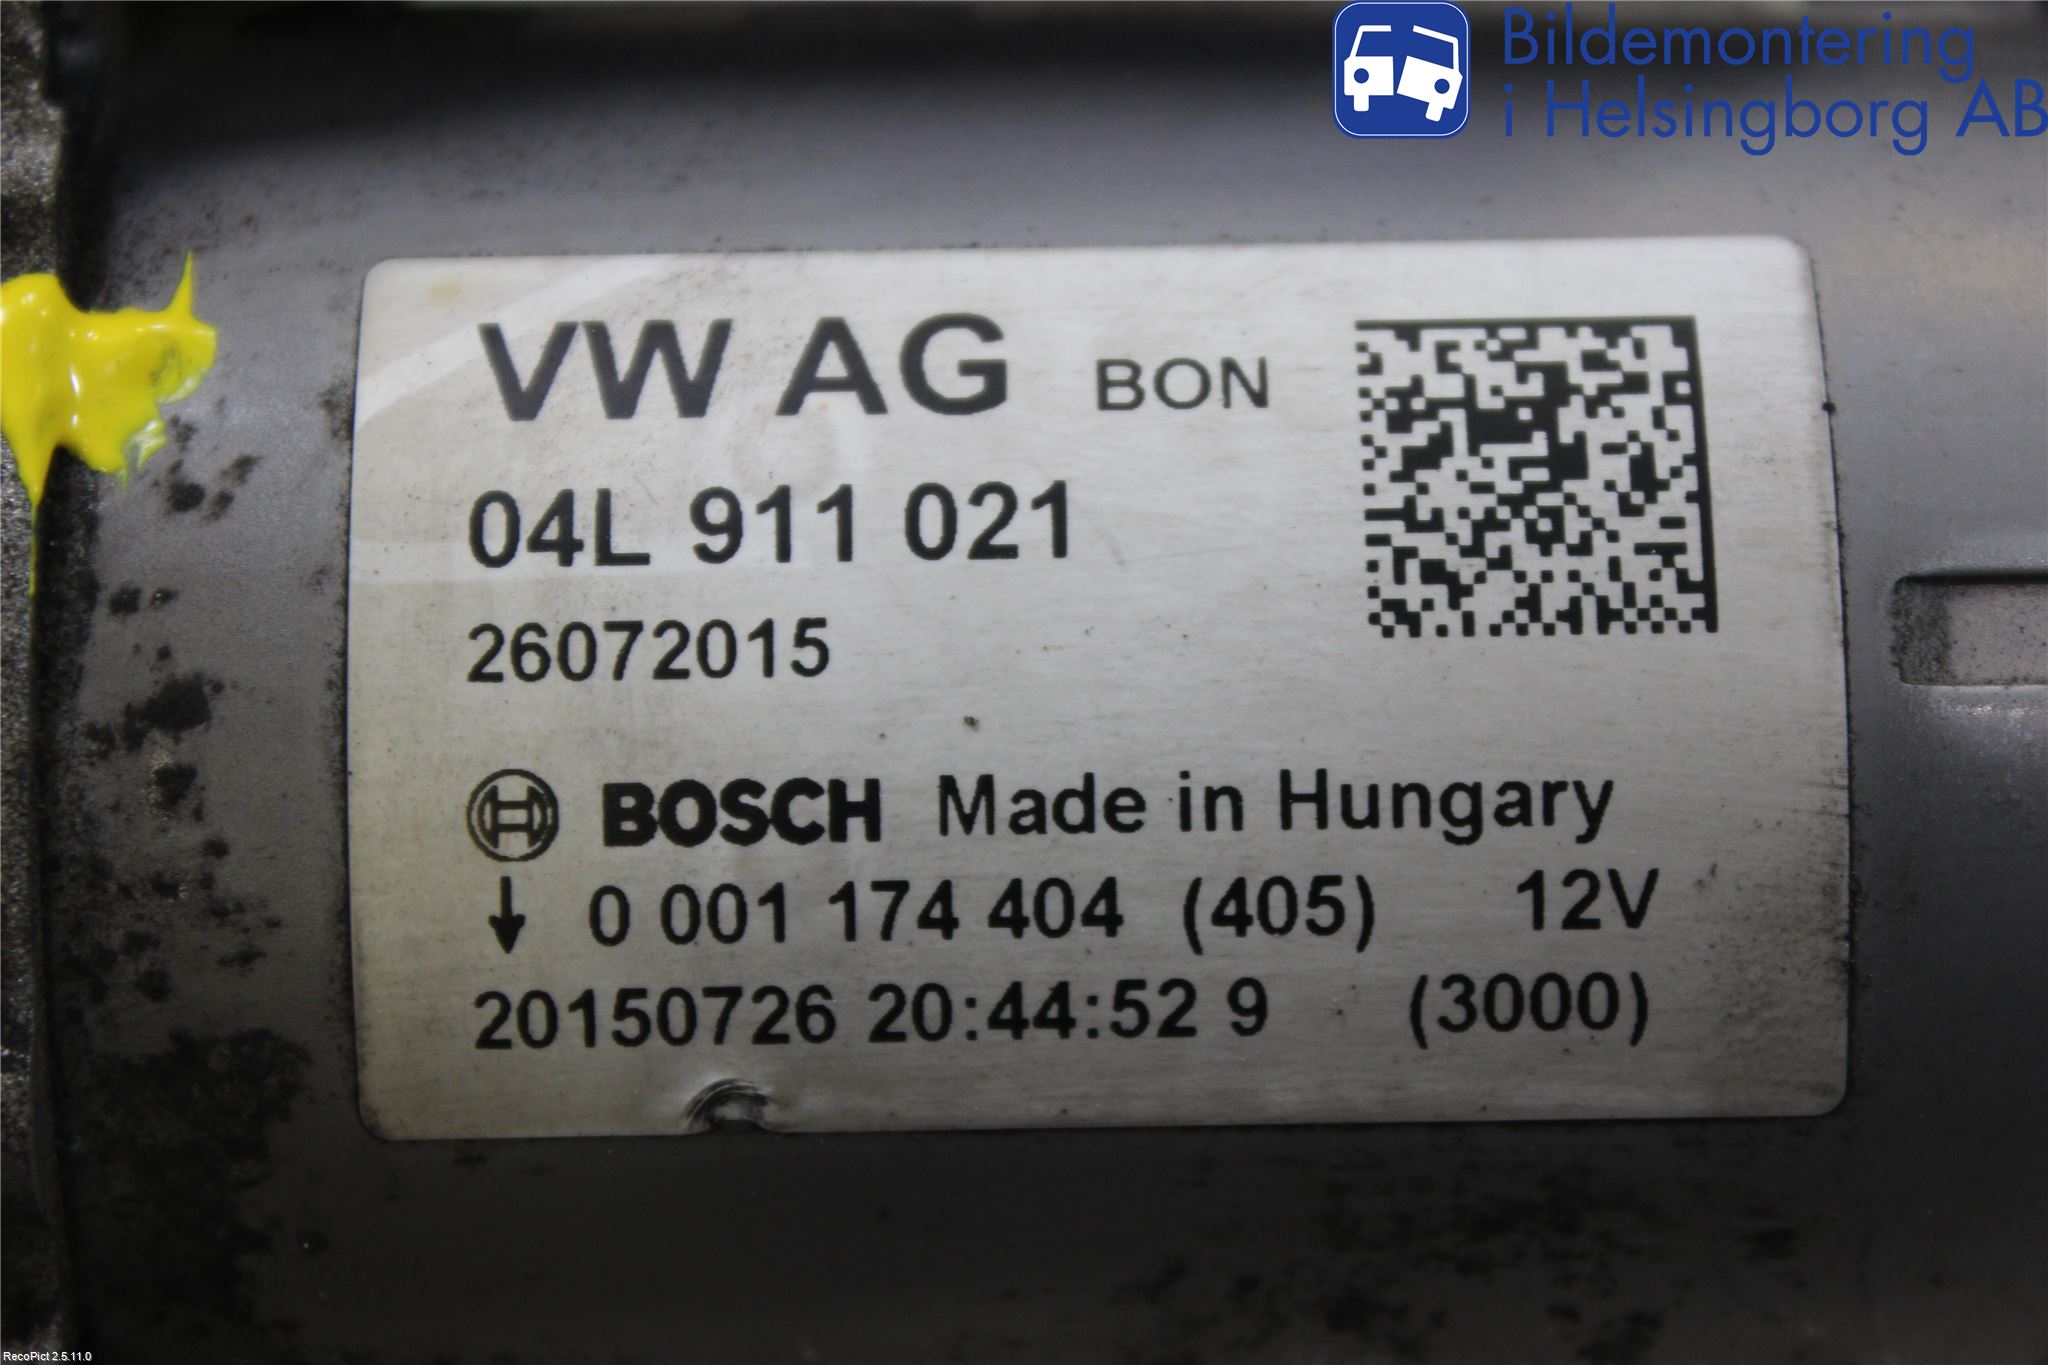 Bildemontering
i Helsingborg AB
VW AG BON
04L 911 021
26072015
BOSCH Made in Hungary
↓ 0 001 174 404 (405) 12V
20150726 20:44:52 9 (3000)
RecoPict 2.5.11.0